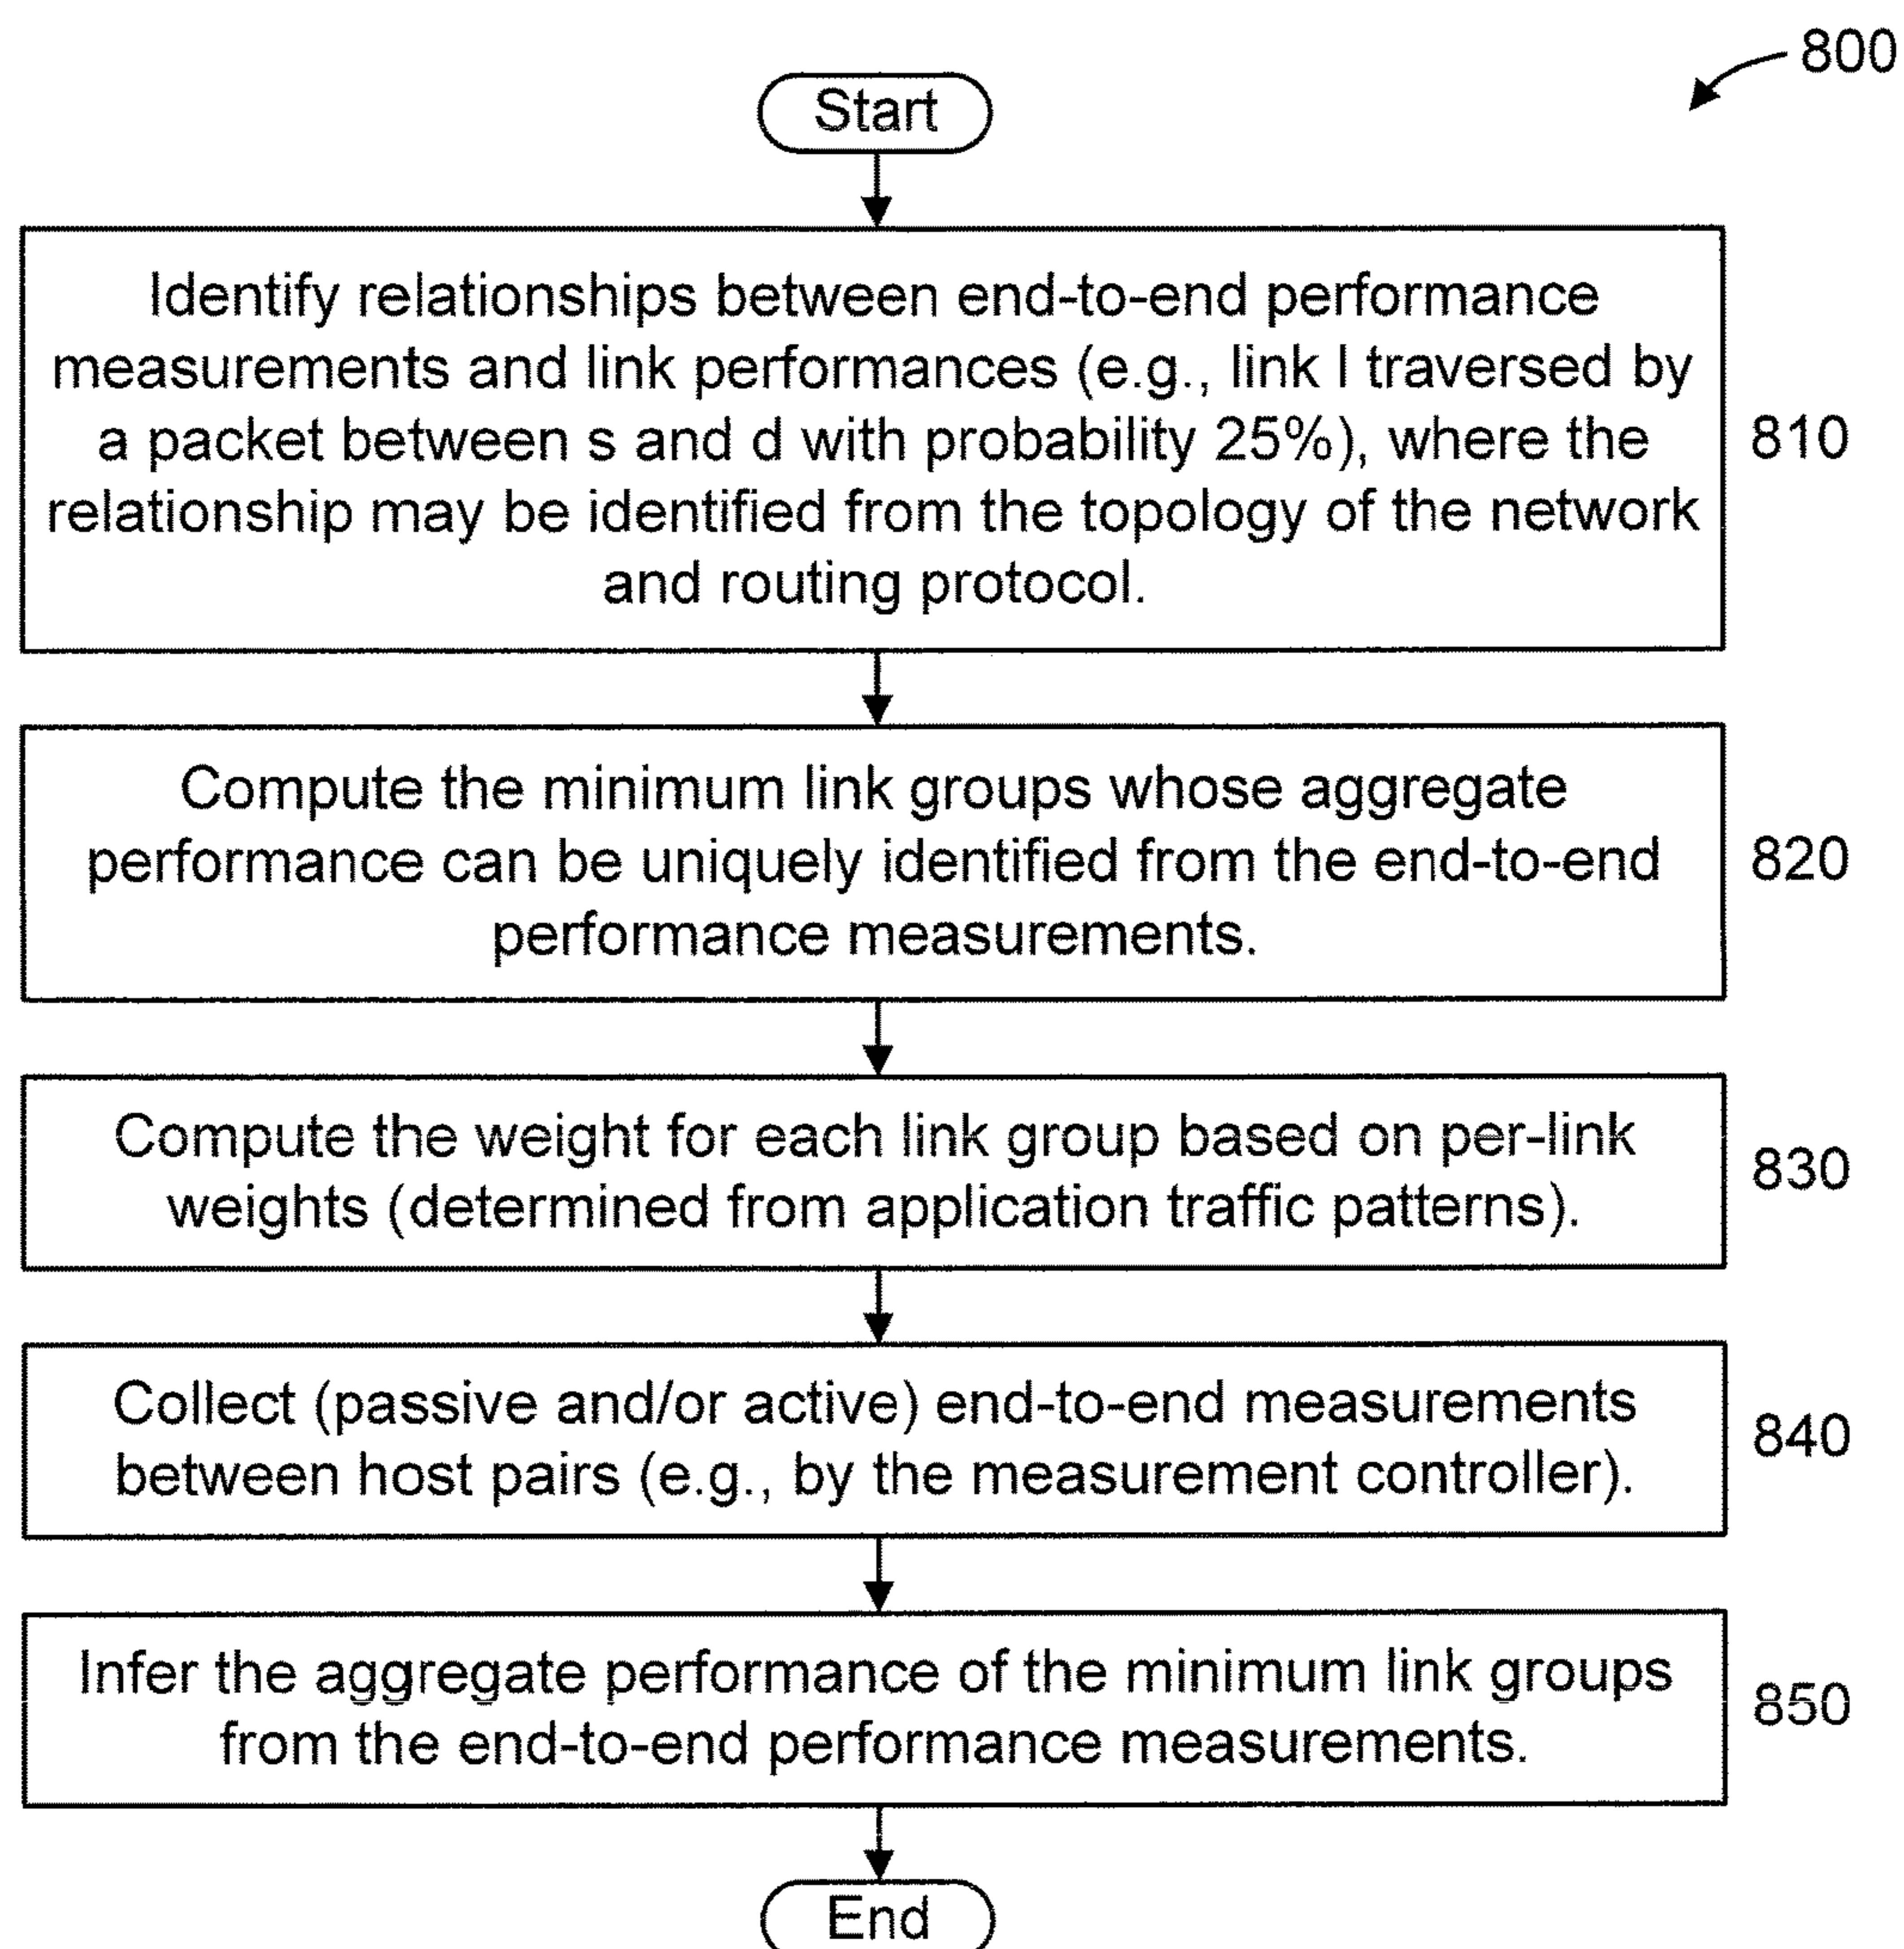 800
Start
Identify relationships between end-to-end performance
measurements and link performances (e.g., link l traversed by
a packet between s and d with probability 25%), where the
relationship may be identified from the topology of the network
and routing protocol.
810
Compute the minimum link groups whose aggregate
performance can be uniquely identified from the end-to-end
performance measurements.
820
Compute the weight for each link group based on per-link
weights (determined from application traffic patterns).
830
Collect (passive and/or active) end-to-end measurements
between host pairs (e.g., by the measurement controller).
840
Infer the aggregate performance of the minimum link groups
from the end-to-end performance measurements.
850
End